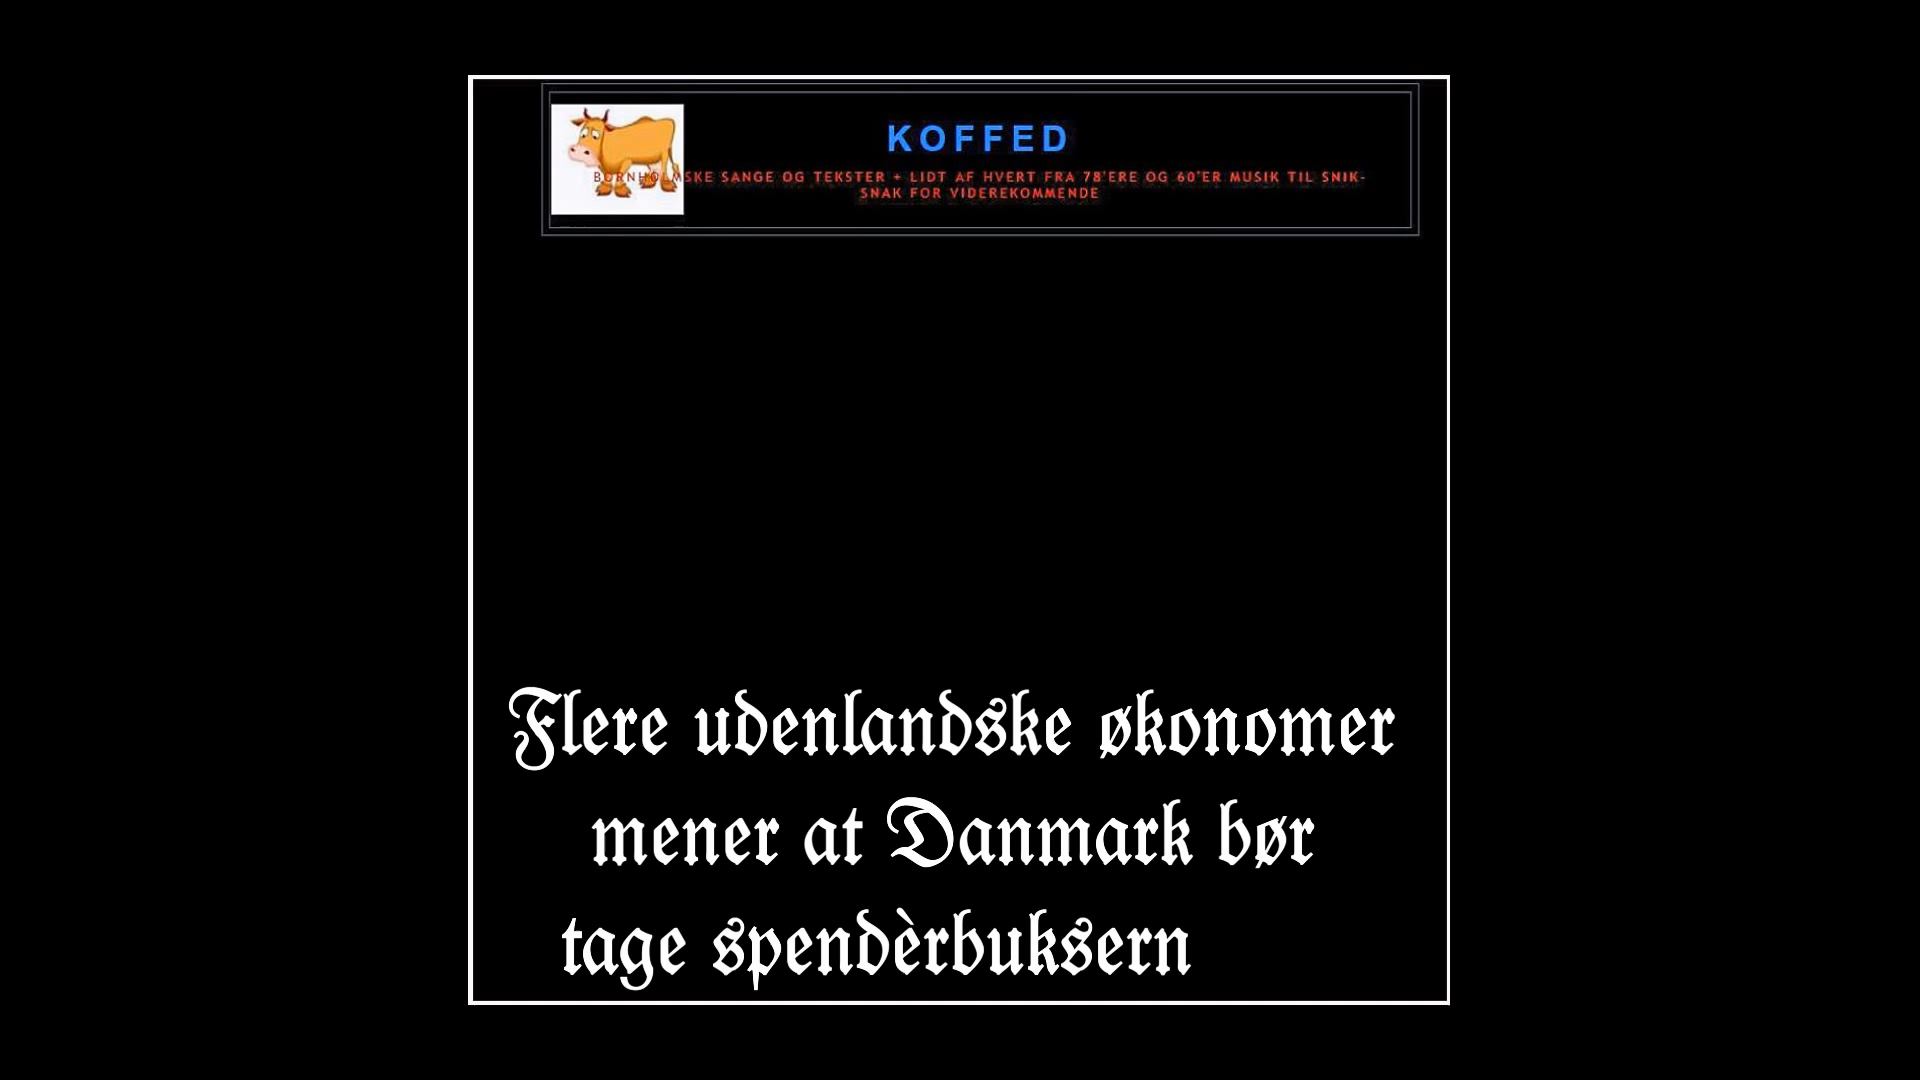 KOFFED
BORNHOLMSKE SANGE OG TEKSTER + LIDT AF HVERT FRA 78'ERE OG 60'ER MUSIK TIL SNIK-
SNAK FOR VIDEREKOMMENDE
Flere udenlandske økonomer
mener at Danmark bør
tage spendèrbuksern